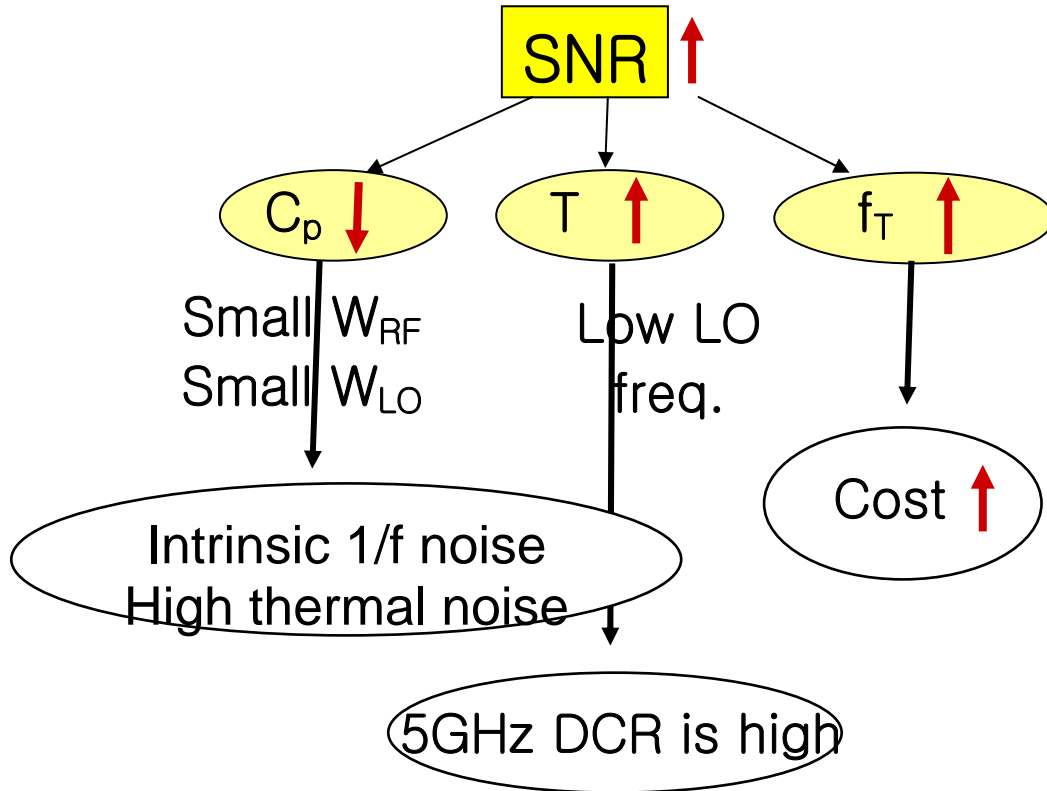 SNR
Cp
T
fT
Small WRF
Small WLO
Low LO
freq.
Cost
Intrinsic 1/f noise
High thermal noise
5GHz DCR is high